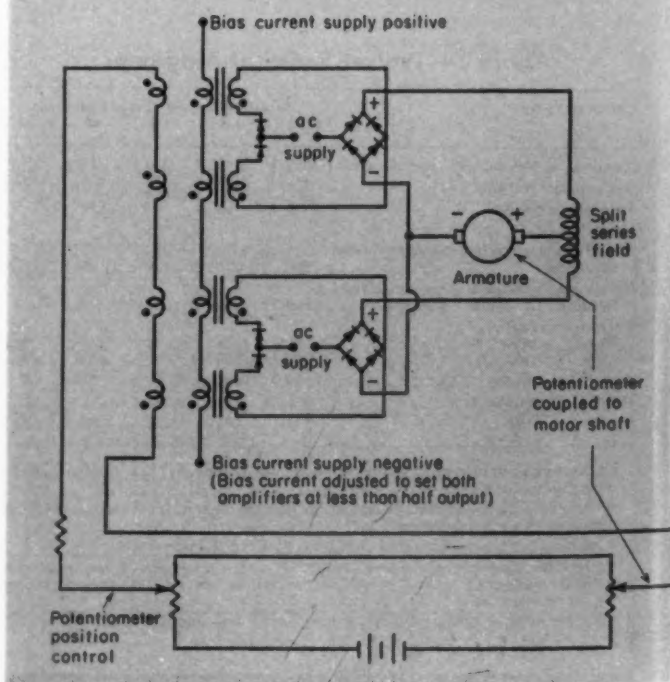 Bias current supply positive
ac
supply
+
-
- +
Armature
Split
series
field
ac
supply
+
-
Potentiometer
coupled to
motor shaft
Bias current supply negative
(Bias current adjusted to set both
amplifiers at less than half output)
Potentiometer
position
control